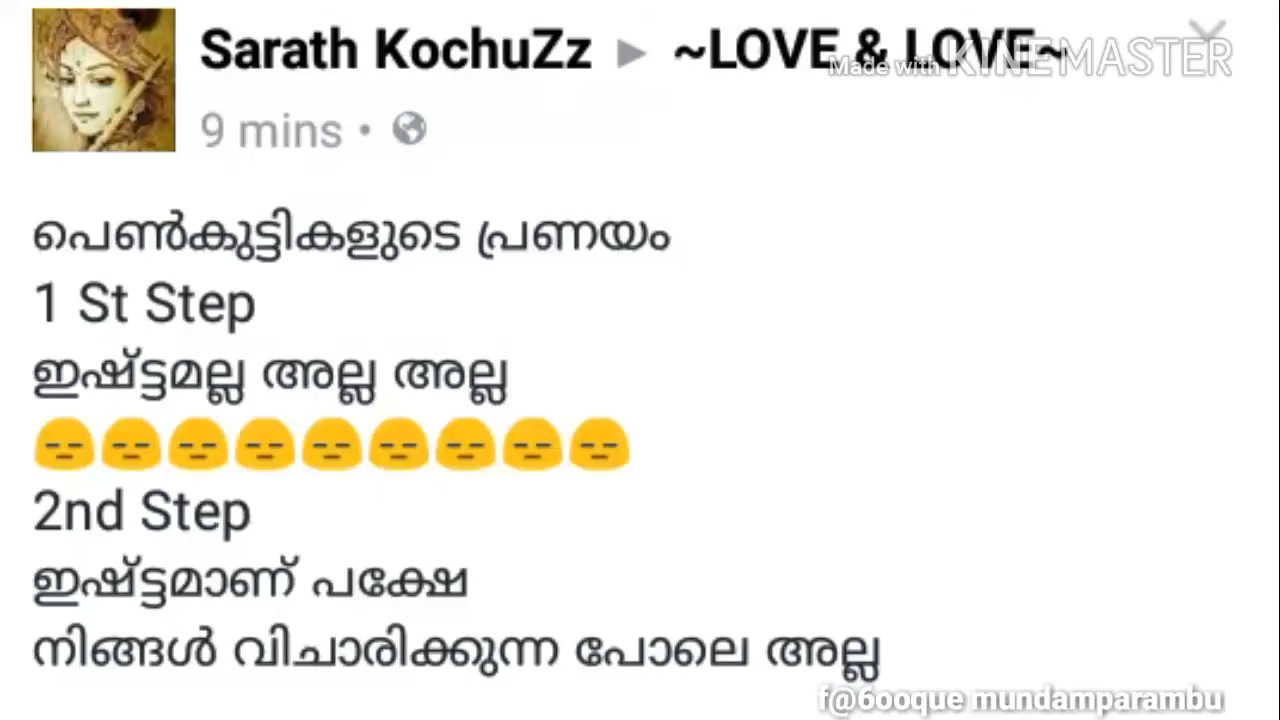 Sarath KochuZz ▶ ~LOVE & LOVE~
Made with KINEMASTER
9 mins •
പെൺകുട്ടികളുടെ പ്രണയം
1 St Step
ഇഷ്ട്ടമല്ല അല്ല അല്ല
😑😑😑😑😑😑😑😑😑
2nd Step
ഇഷ്ട്ടമാണ് പക്ഷേ
നിങ്ങൾ വിചാരിക്കുന്ന പോലെ അല്ല
f@6ooque mundamparambu